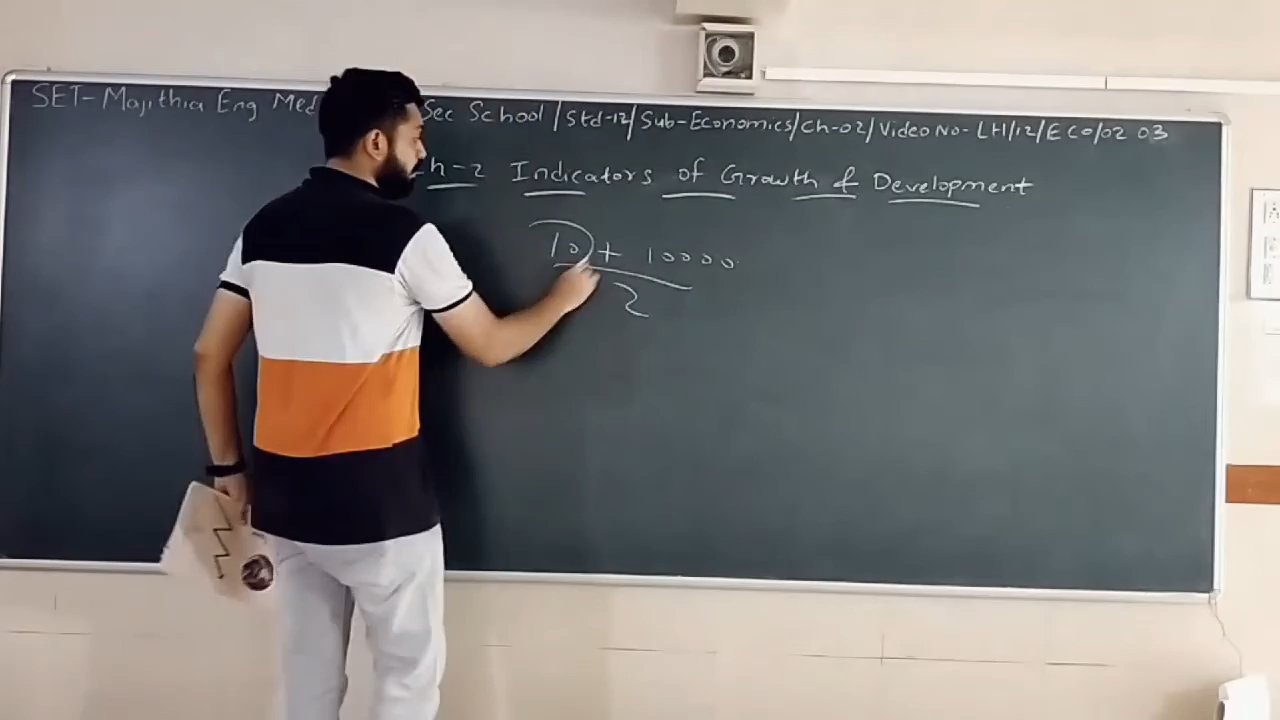 SET-Majithia Eng Med Sec School/Std-12/Sub-Economics/Ch-02/Video No-LH/12/ECO/02 03
h-2 Indicators of Growth & Development
10 + 10000
2